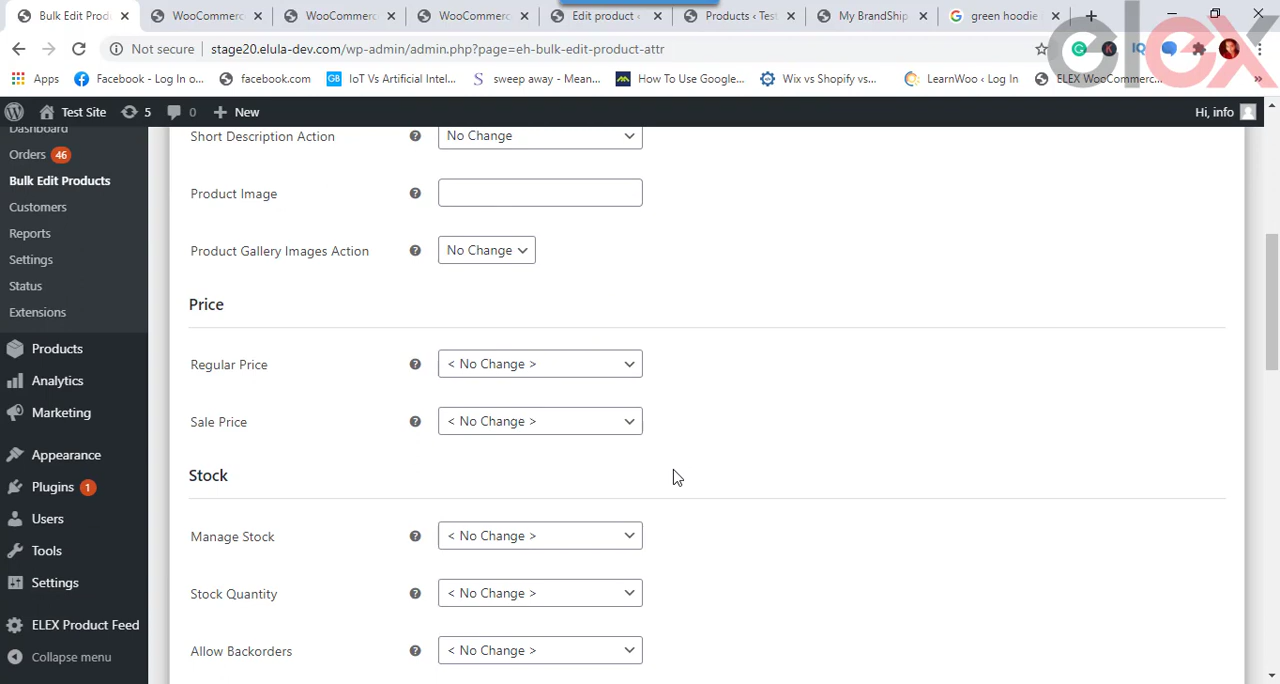 Bulk Edit Prod
WooCommerc
WooCommerc
WooCommerc
Edit product ‹
Products ‹ Test
My BrandShip
green hoodie
Not secure
stage20.elula-dev.com/wp-admin/admin.php?page=eh-bulk-edit-product-attr
Apps
Facebook - Log In o...
facebook.com
GB
IoT Vs Artificial Intel...
S
sweep away - Mean...
How To Use Google...
Wix vs Shopify vs...
LearnWoo ‹ Log In
ELEX WooCommerc...
»
elex
Test Site
5
0
New
Hi, info
Dashboard
Orders 46
Bulk Edit Products
Customers
Reports
Settings
Status
Extensions
Products
Analytics
Marketing
Appearance
Plugins 1
Users
Tools
Settings
ELEX Product Feed
Collapse menu
Short Description Action
No Change
Product Image
Product Gallery Images Action
No Change
Price
Regular Price
< No Change >
Sale Price
< No Change >
Stock
Manage Stock
< No Change >
Stock Quantity
< No Change >
Allow Backorders
< No Change >